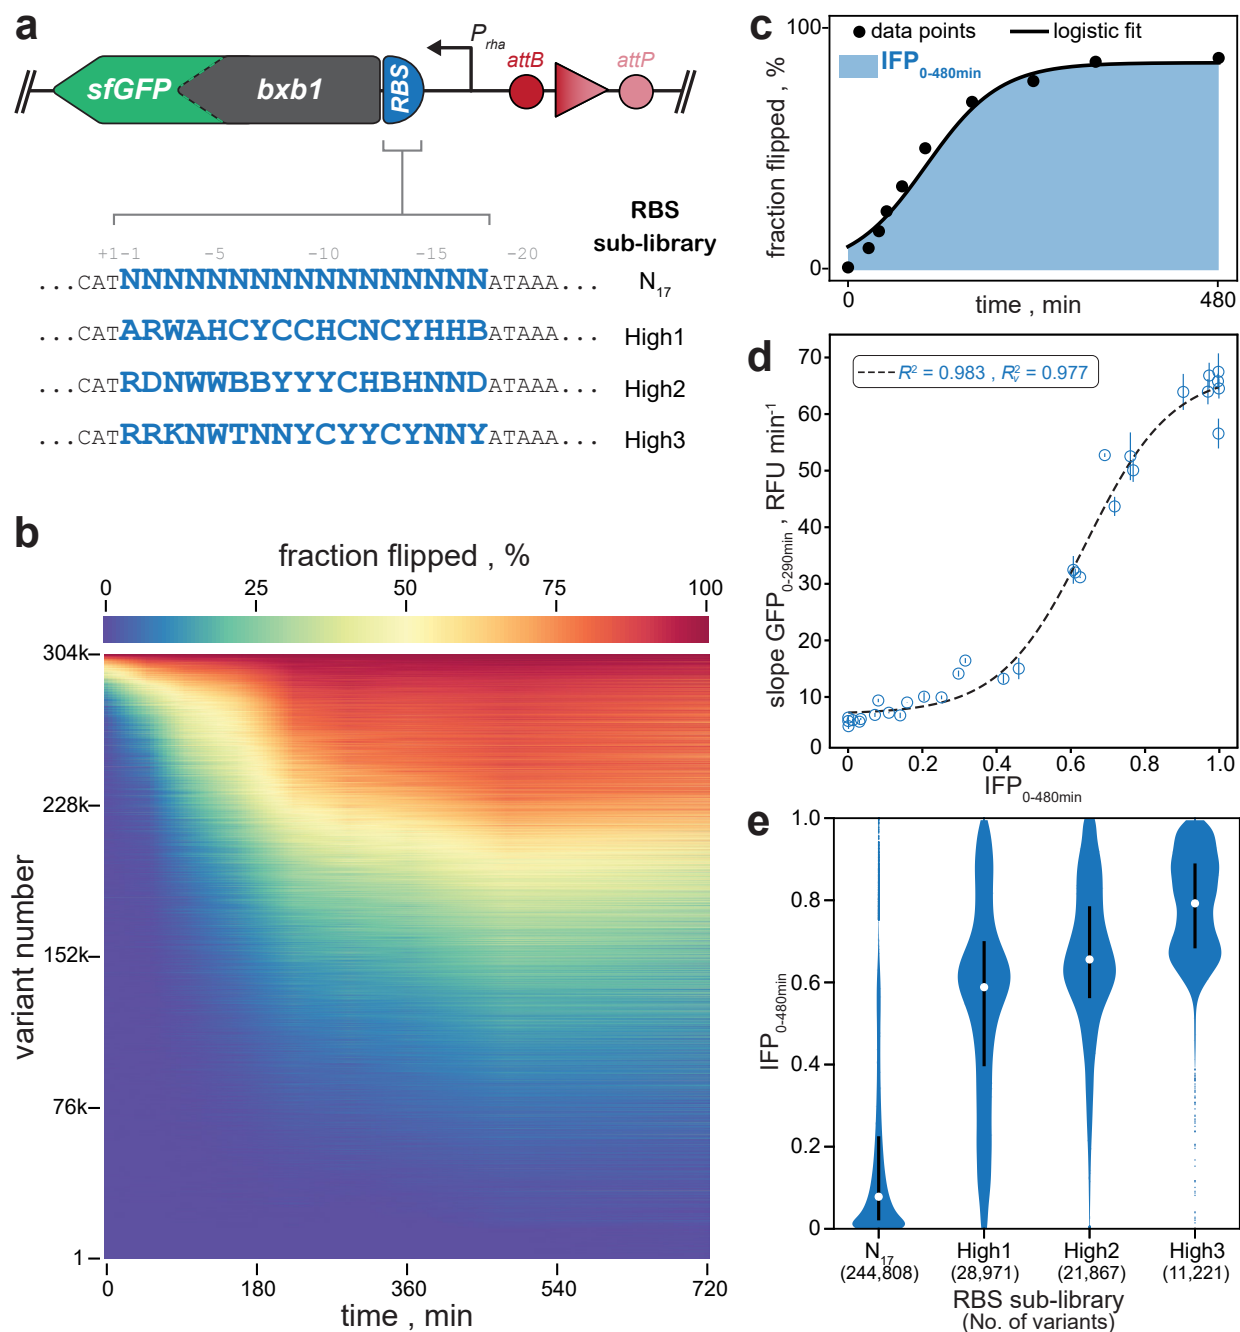 a
P_rha
attB
attP
sfGFP
bxb1
RBS
RBS
sub-library
+1 -1 -5 -10 -15 -20
...CATNNNNNNNNNNNNNNNNNATAAA... N17
...CATARWAHCYCCHCNCYHHBATAAA... High1
...CATRDNWWBBYYYCHBHNNDATAAA... High2
...CATRRKNWTNNYCYYCYNNYATAAA... High3
b
fraction flipped , %
0 25 50 75 100
304k
228k
152k
76k
1
variant number
0 180 360 540 720
time , min
c
100
0
fraction flipped , %
data points
logistic fit
IFP0-480min
0 480
time , min
d
R² = 0.983 , R²v = 0.977
70
60
50
40
30
20
10
0
slope GFP0-290min , RFU min⁻¹
0 0.2 0.4 0.6 0.8 1.0
IFP0-480min
e
1.0
0.8
0.6
0.4
0.2
0
IFP0-480min
N17 High1 High2 High3
(244,808) (28,971) (21,867) (11,221)
RBS sub-library
(No. of variants)